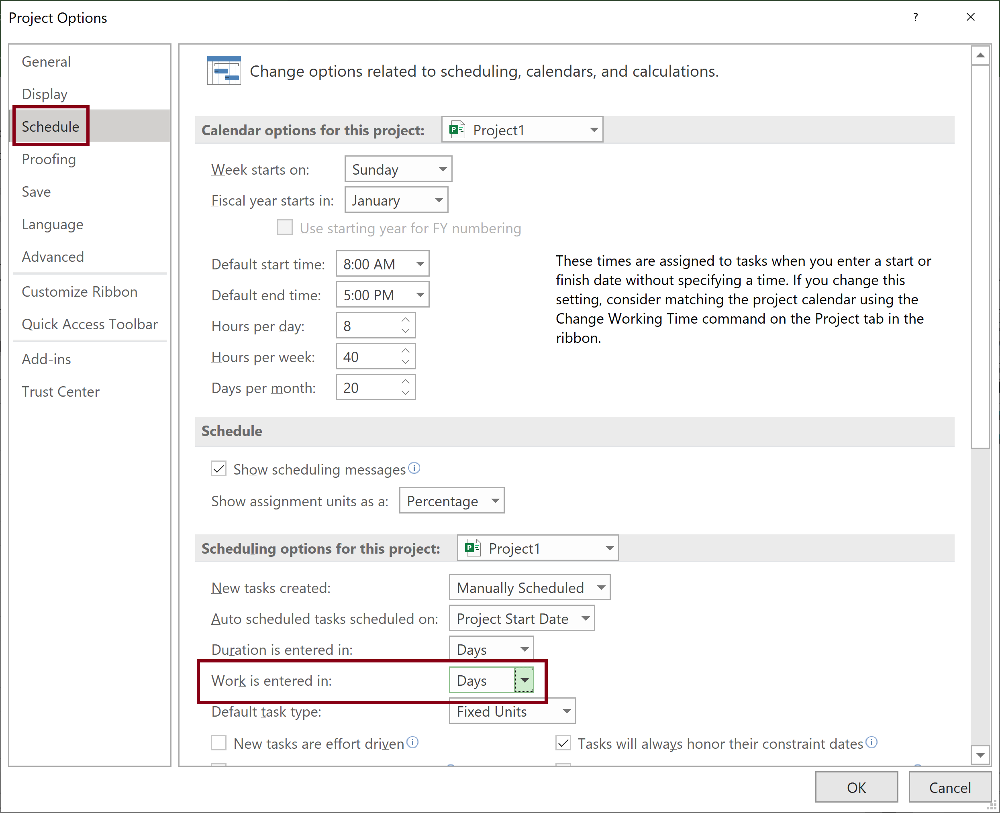 Project Options
?
General
Display
Schedule
Proofing
Save
Language
Advanced
Customize Ribbon
Quick Access Toolbar
Add-ins
Trust Center
Change options related to scheduling, calendars, and calculations.
Calendar options for this project: Project1
Week starts on: Sunday
Fiscal year starts in: January
Use starting year for FY numbering
Default start time: 8:00 AM
Default end time: 5:00 PM
Hours per day: 8
Hours per week: 40
Days per month: 20
These times are assigned to tasks when you enter a start or
finish date without specifying a time. If you change this
setting, consider matching the project calendar using the
Change Working Time command on the Project tab in the
ribbon.
Schedule
Show scheduling messages
Show assignment units as a: Percentage
Scheduling options for this project: Project1
New tasks created: Manually Scheduled
Auto scheduled tasks scheduled on: Project Start Date
Duration is entered in: Days
Work is entered in: Days
Default task type: Fixed Units
New tasks are effort driven
Tasks will always honor their constraint dates
OK
Cancel